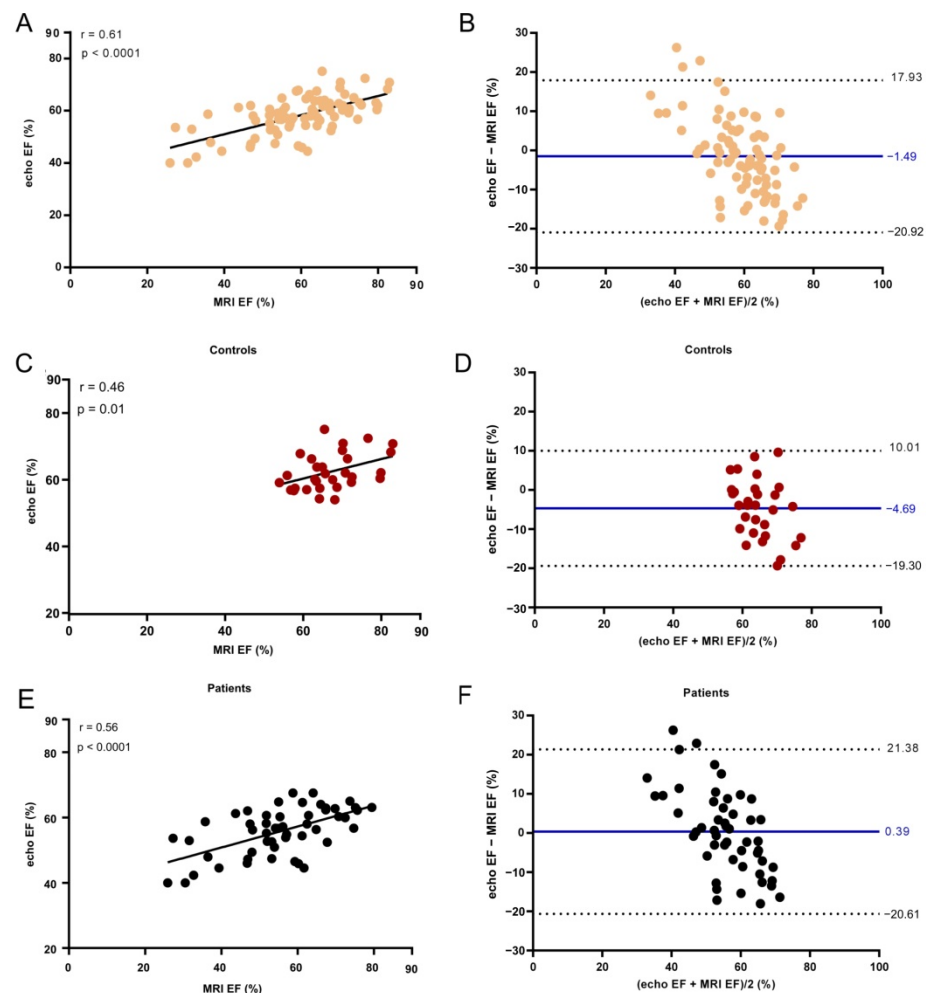 A
r = 0.61
p < 0.0001
echo EF (%)
90
80
60
40
20
0
20
40
60
80
90
MRI EF (%)
B
echo EF − MRI EF (%)
30
20
10
0
−10
−20
−30
17.93
−1.49
−20.92
0
20
40
60
80
100
(echo EF + MRI EF)/2 (%)
C
Controls
r = 0.46
p = 0.01
echo EF (%)
90
80
60
40
20
0
20
40
60
80
90
MRI EF (%)
D
Controls
echo EF − MRI EF (%)
30
20
10
0
−10
−20
−30
10.01
−4.69
−19.30
0
20
40
60
80
100
(echo EF + MRI EF)/2 (%)
E
Patients
r = 0.56
p < 0.0001
echo EF (%)
90
80
60
40
20
0
20
40
60
80
90
MRI EF (%)
F
Patients
echo EF − MRI EF (%)
30
20
10
0
−10
−20
−30
21.38
0.39
−20.61
0
20
40
60
80
100
(echo EF + MRI EF)/2 (%)